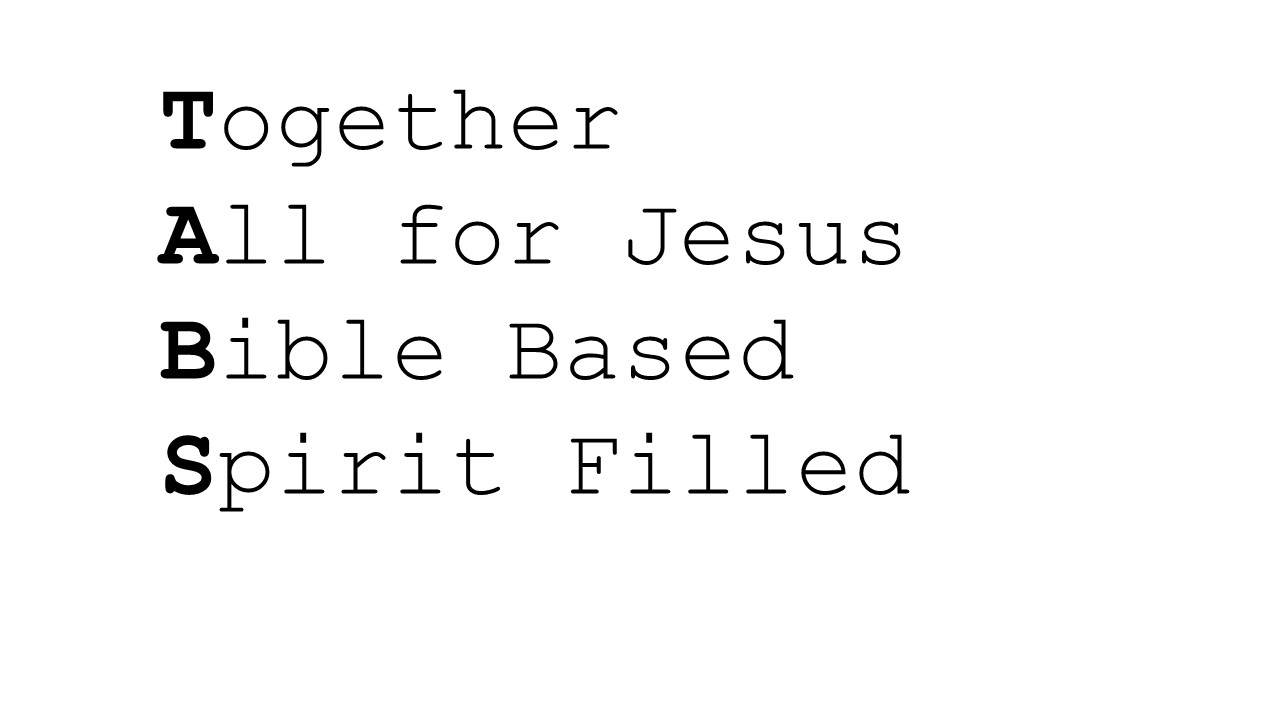 Together
All for Jesus
Bible Based
Spirit Filled